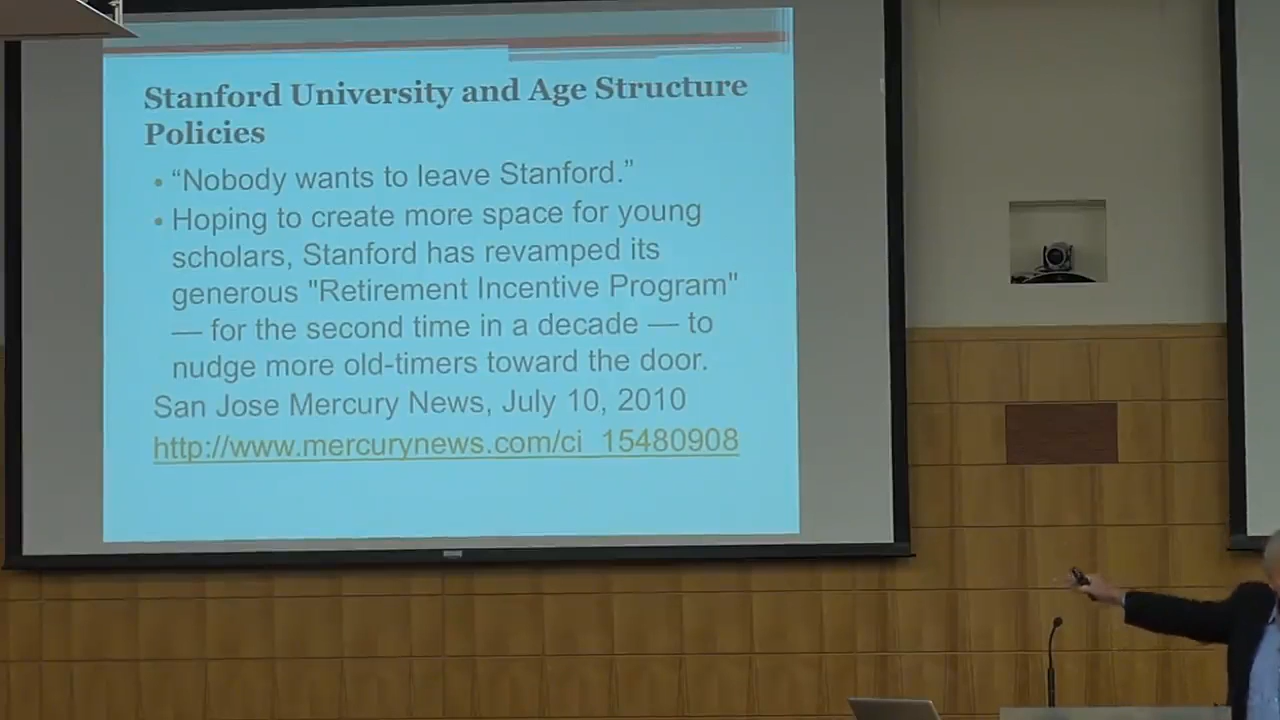 Stanford University and Age Structure
Policies
• “Nobody wants to leave Stanford.”
• Hoping to create more space for young
scholars, Stanford has revamped its
generous "Retirement Incentive Program"
— for the second time in a decade — to
nudge more old-timers toward the door.
San Jose Mercury News, July 10, 2010
http://www.mercurynews.com/ci_15480908